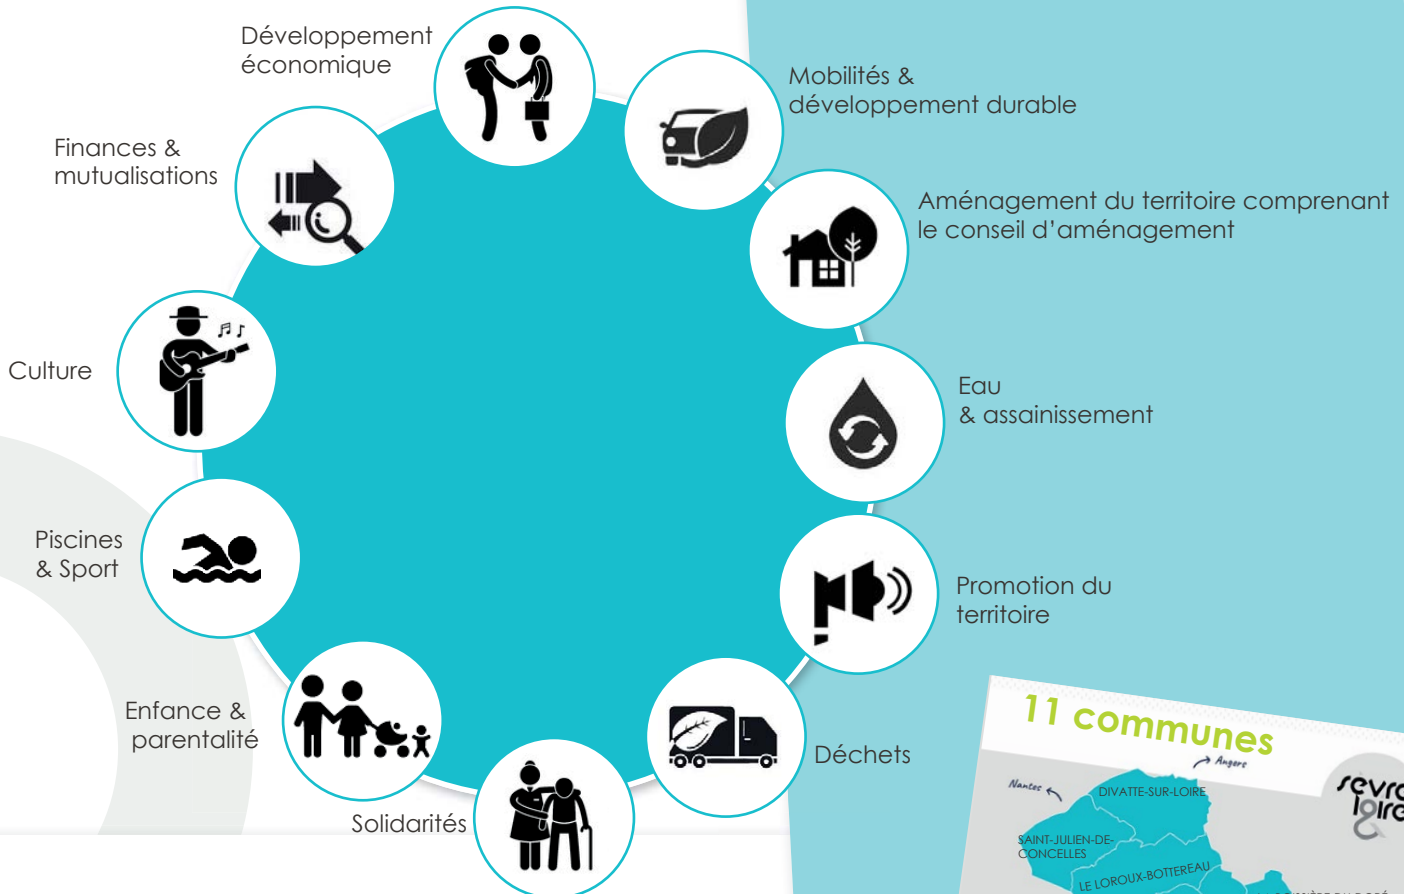 Développement
économique
Mobilités &
développement durable
Finances &
mutualisations
Aménagement du territoire comprenant
le conseil d’aménagement
Culture
Eau
& assainissement
Piscines
& Sport
Promotion du
territoire
Enfance &
parentalité
Déchets
Solidarités
11 communes
Angers
Nantes
DIVATTE-SUR-LOIRE
SAINT-JULIEN-DE-
CONCELLES
LE LOROUX-BOTTEREAU